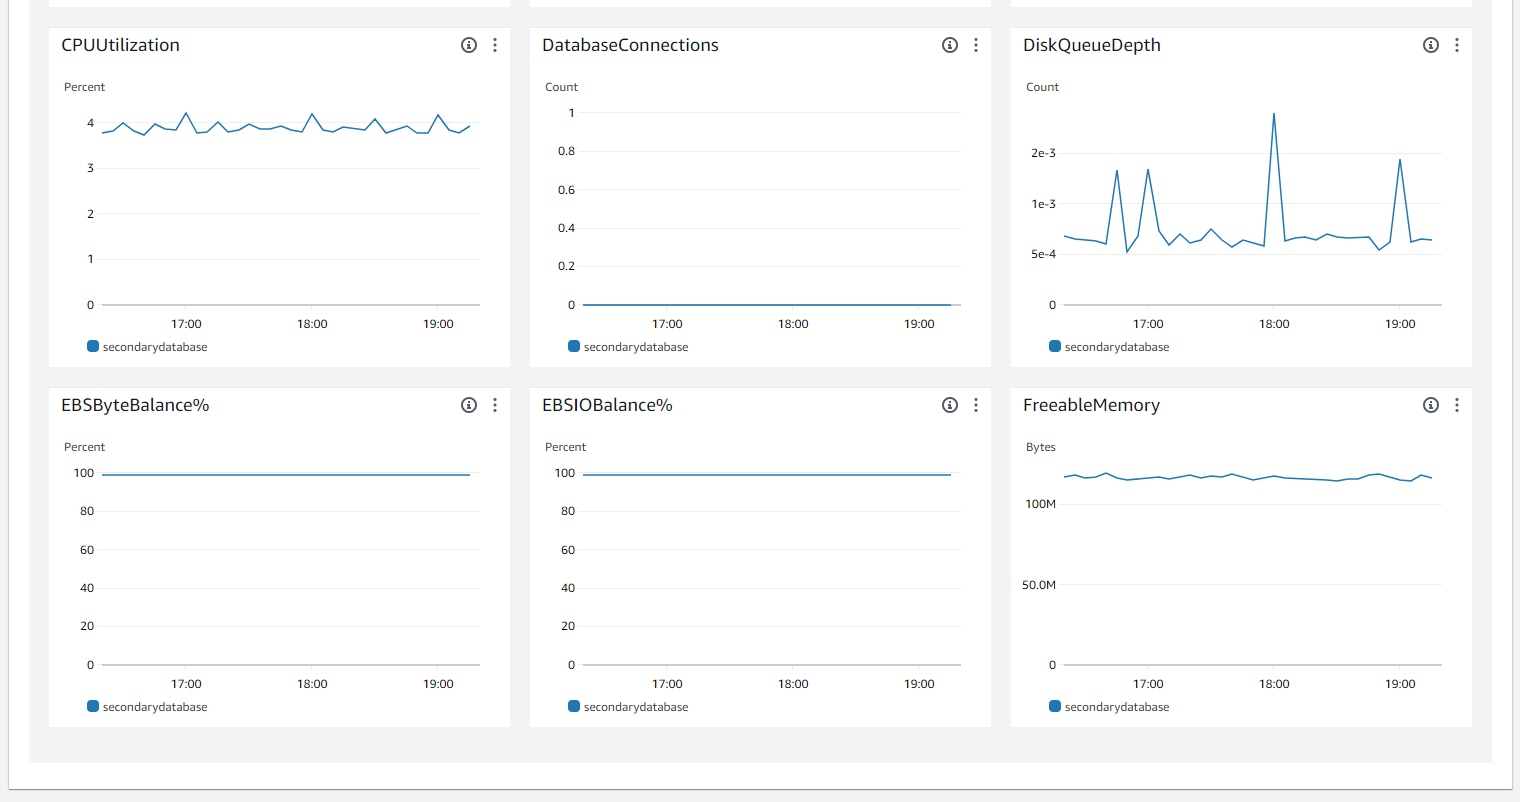 CPUUtilization
Percent
4
3
2
1
0
17:00 18:00 19:00
secondarydatabase
DatabaseConnections
Count
1
0.8
0.6
0.4
0.2
0
17:00 18:00 19:00
secondarydatabase
DiskQueueDepth
Count
2e-3
1e-3
5e-4
0
17:00 18:00 19:00
secondarydatabase
EBSByteBalance%
Percent
100
80
60
40
20
0
17:00 18:00 19:00
secondarydatabase
EBSIOBalance%
Percent
100
80
60
40
20
0
17:00 18:00 19:00
secondarydatabase
FreeableMemory
Bytes
100M
50.0M
0
17:00 18:00 19:00
secondarydatabase